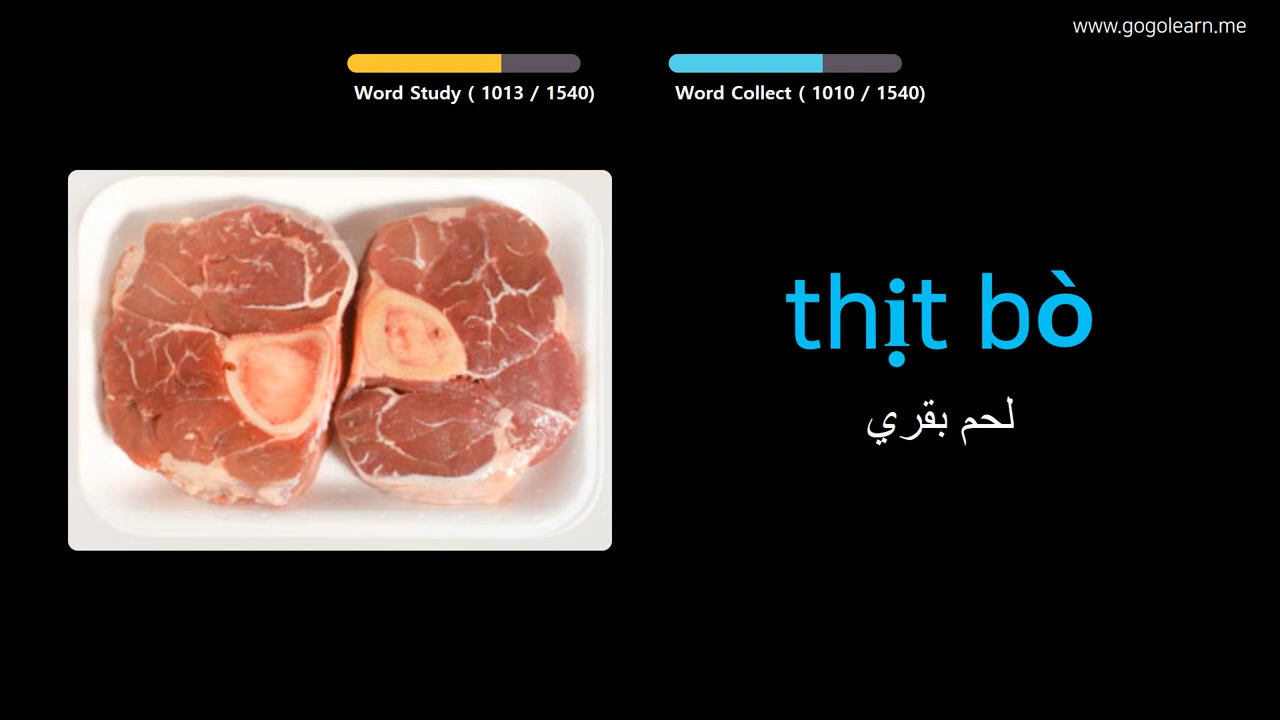 www.gogolearn.me
Word Study ( 1013 / 1540)
Word Collect ( 1010 / 1540)
thịt bò
لحم بقري